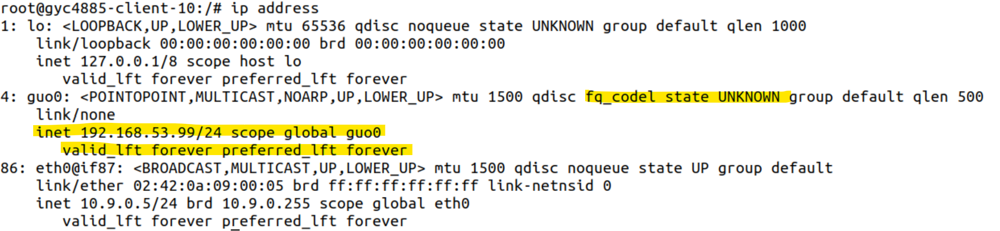 root@gyc4885-client-10:/# ip address
1: lo: <LOOPBACK,UP,LOWER_UP> mtu 65536 qdisc noqueue state UNKNOWN group default qlen 1000
    link/loopback 00:00:00:00:00:00 brd 00:00:00:00:00:00
    inet 127.0.0.1/8 scope host lo
       valid_lft forever preferred_lft forever
4: guo0: <POINTOPOINT,MULTICAST,NOARP,UP,LOWER_UP> mtu 1500 qdisc fq_codel state UNKNOWN group default qlen 500
    link/none
    inet 192.168.53.99/24 scope global guo0
       valid_lft forever preferred_lft forever
86: eth0@if87: <BROADCAST,MULTICAST,UP,LOWER_UP> mtu 1500 qdisc noqueue state UP group default
    link/ether 02:42:0a:09:00:05 brd ff:ff:ff:ff:ff:ff link-netnsid 0
    inet 10.9.0.5/24 brd 10.9.0.255 scope global eth0
       valid_lft forever preferred_lft forever